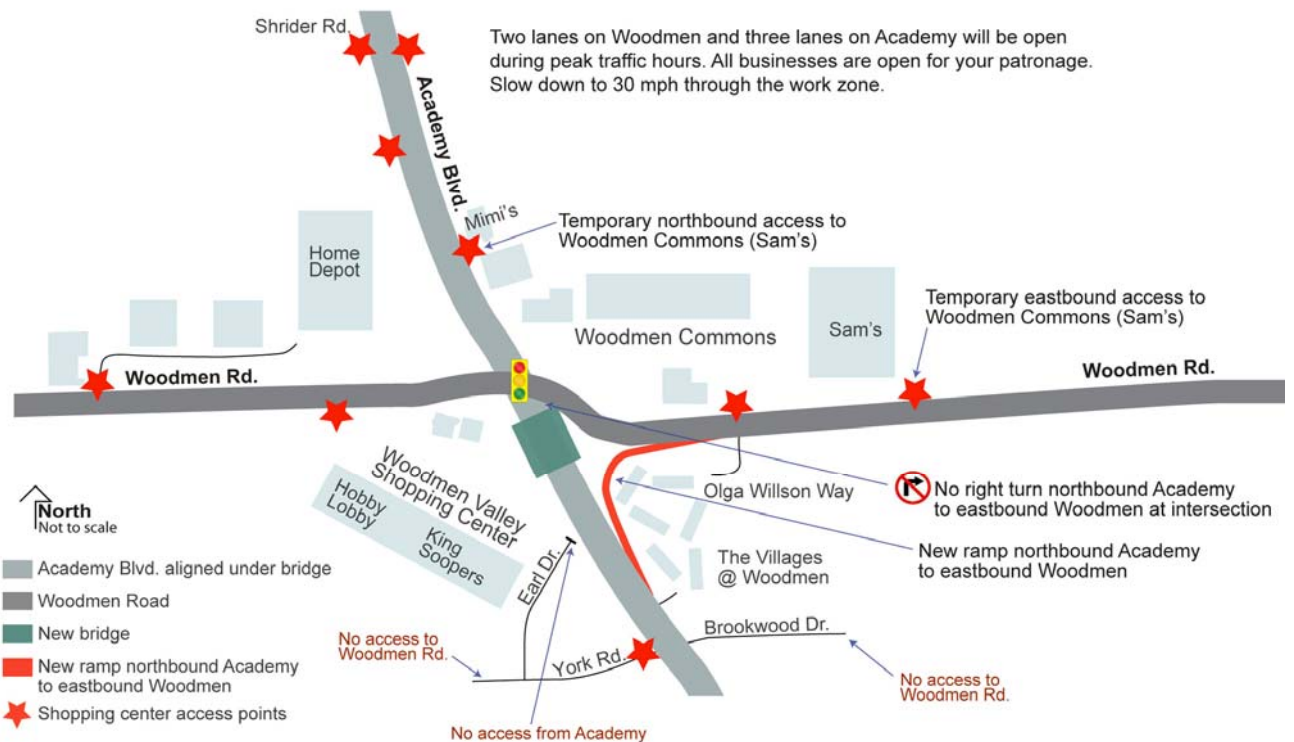 Shrider Rd.
Two lanes on Woodmen and three lanes on Academy will be open
during peak traffic hours. All businesses are open for your patronage.
Slow down to 30 mph through the work zone.
Academy Blvd.
Mimi's
Temporary northbound access to
Woodmen Commons (Sam's)
Home
Depot
Woodmen Commons
Sam's
Temporary eastbound access to
Woodmen Commons (Sam's)
Woodmen Rd.
Woodmen Rd.
Woodmen Valley
Shopping Center
Hobby
Lobby
King
Soopers
Olga Willson Way
No right turn northbound Academy
to eastbound Woodmen at intersection
New ramp northbound Academy
to eastbound Woodmen
The Villages
@ Woodmen
Earl Dr.
York Rd.
Brookwood Dr.
No access to
Woodmen Rd.
No access from Academy
No access to
Woodmen Rd.
North
Not to scale
Academy Blvd. aligned under bridge
Woodmen Road
New bridge
New ramp northbound Academy
to eastbound Woodmen
Shopping center access points